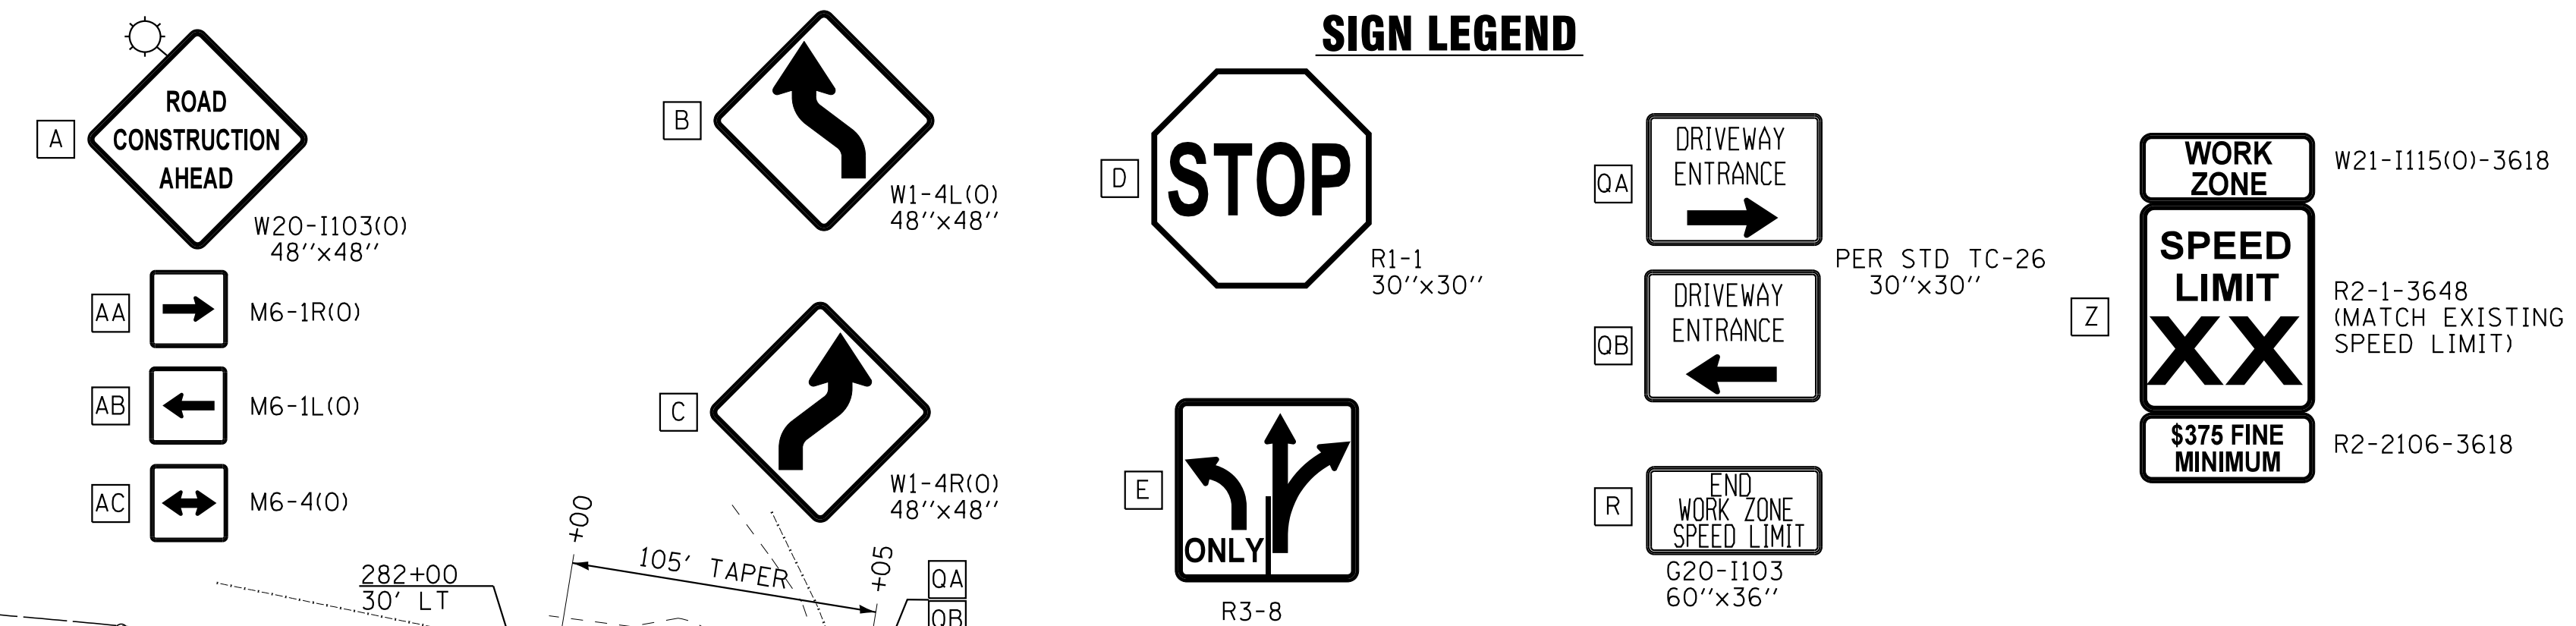 SIGN LEGEND
A
ROAD
CONSTRUCTION
AHEAD
W20-I103(O)
48''x48''
AA
M6-1R(O)
AB
M6-1L(O)
AC
M6-4(O)
B
W1-4L(O)
48''x48''
C
W1-4R(O)
48''x48''
D
STOP
R1-1
30''x30''
E
ONLY
R3-8
QA
DRIVEWAY
ENTRANCE
PER STD TC-26
30''x30''
QB
DRIVEWAY
ENTRANCE
R
END
WORK ZONE
SPEED LIMIT
G20-I103
60''x36''
Z
WORK
ZONE
W21-I115(O)-3618
SPEED
LIMIT
XX
R2-1-3648
(MATCH EXISTING
SPEED LIMIT)
$375 FINE
MINIMUM
R2-2106-3618
282+00
30' LT
+00
105' TAPER
+05
QA
QB